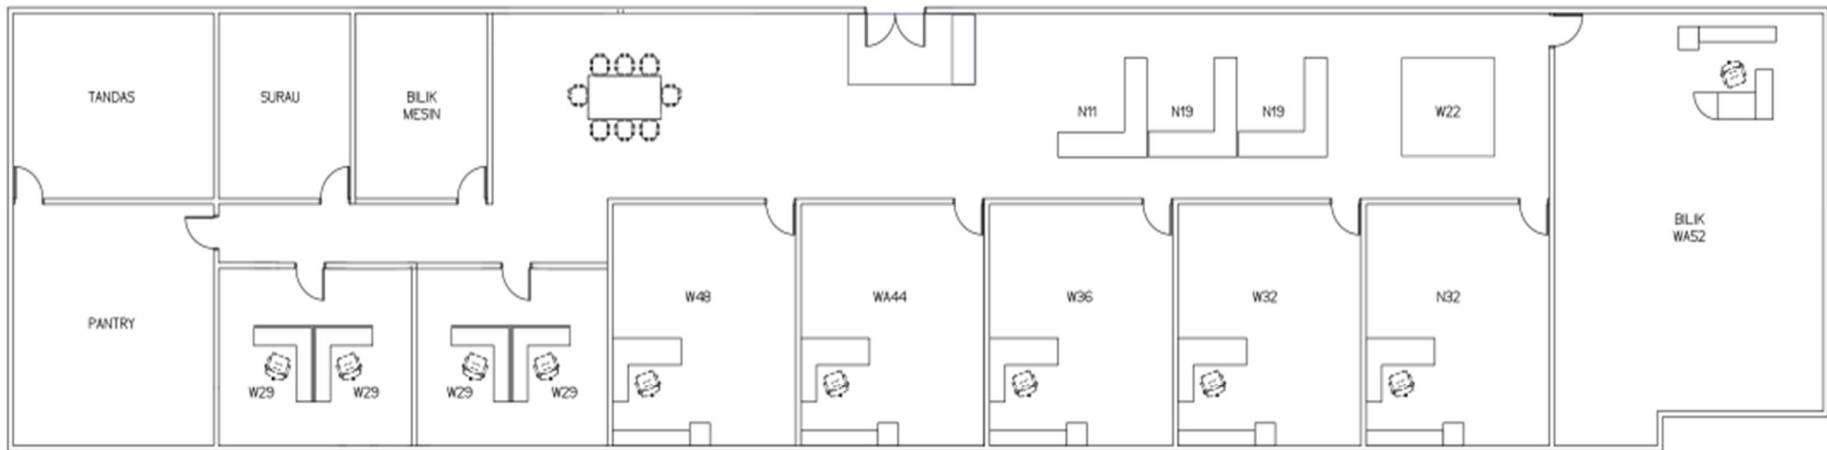 TANDAS
SURAU
BILIK
MESIN
N11
N19
N19
W22
BILIK
WA52
PANTRY
W29
W29
W29
W29
W48
WA44
W36
W32
N32